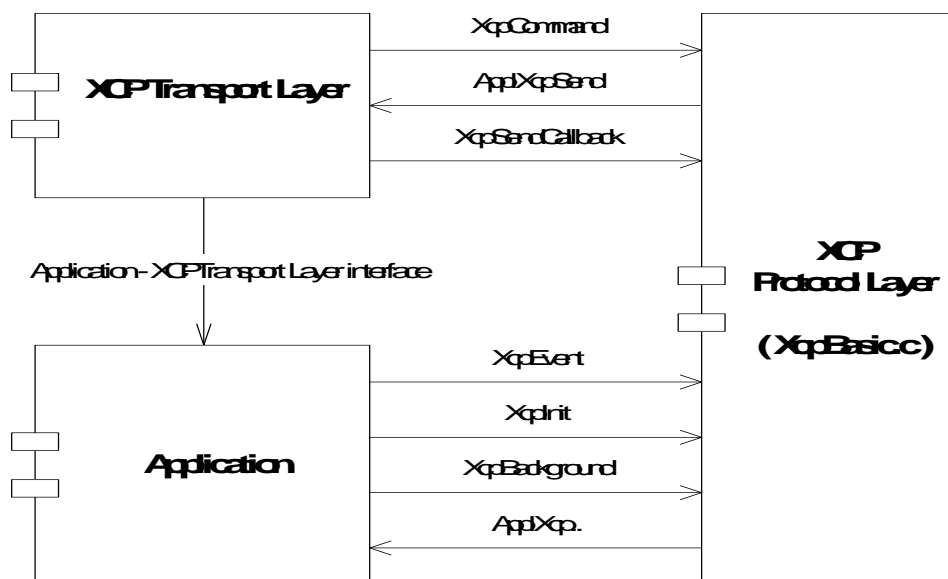 XcpCommand
XCP Transport Layer
ApplXcpSend
XcpSendCallback
Application - XCP Transport Layer interface
XCP
Protocol Layer
(XcpBasic.c)
XcpEvent
XcpInit
Application
XcpBackground
ApplXcp..